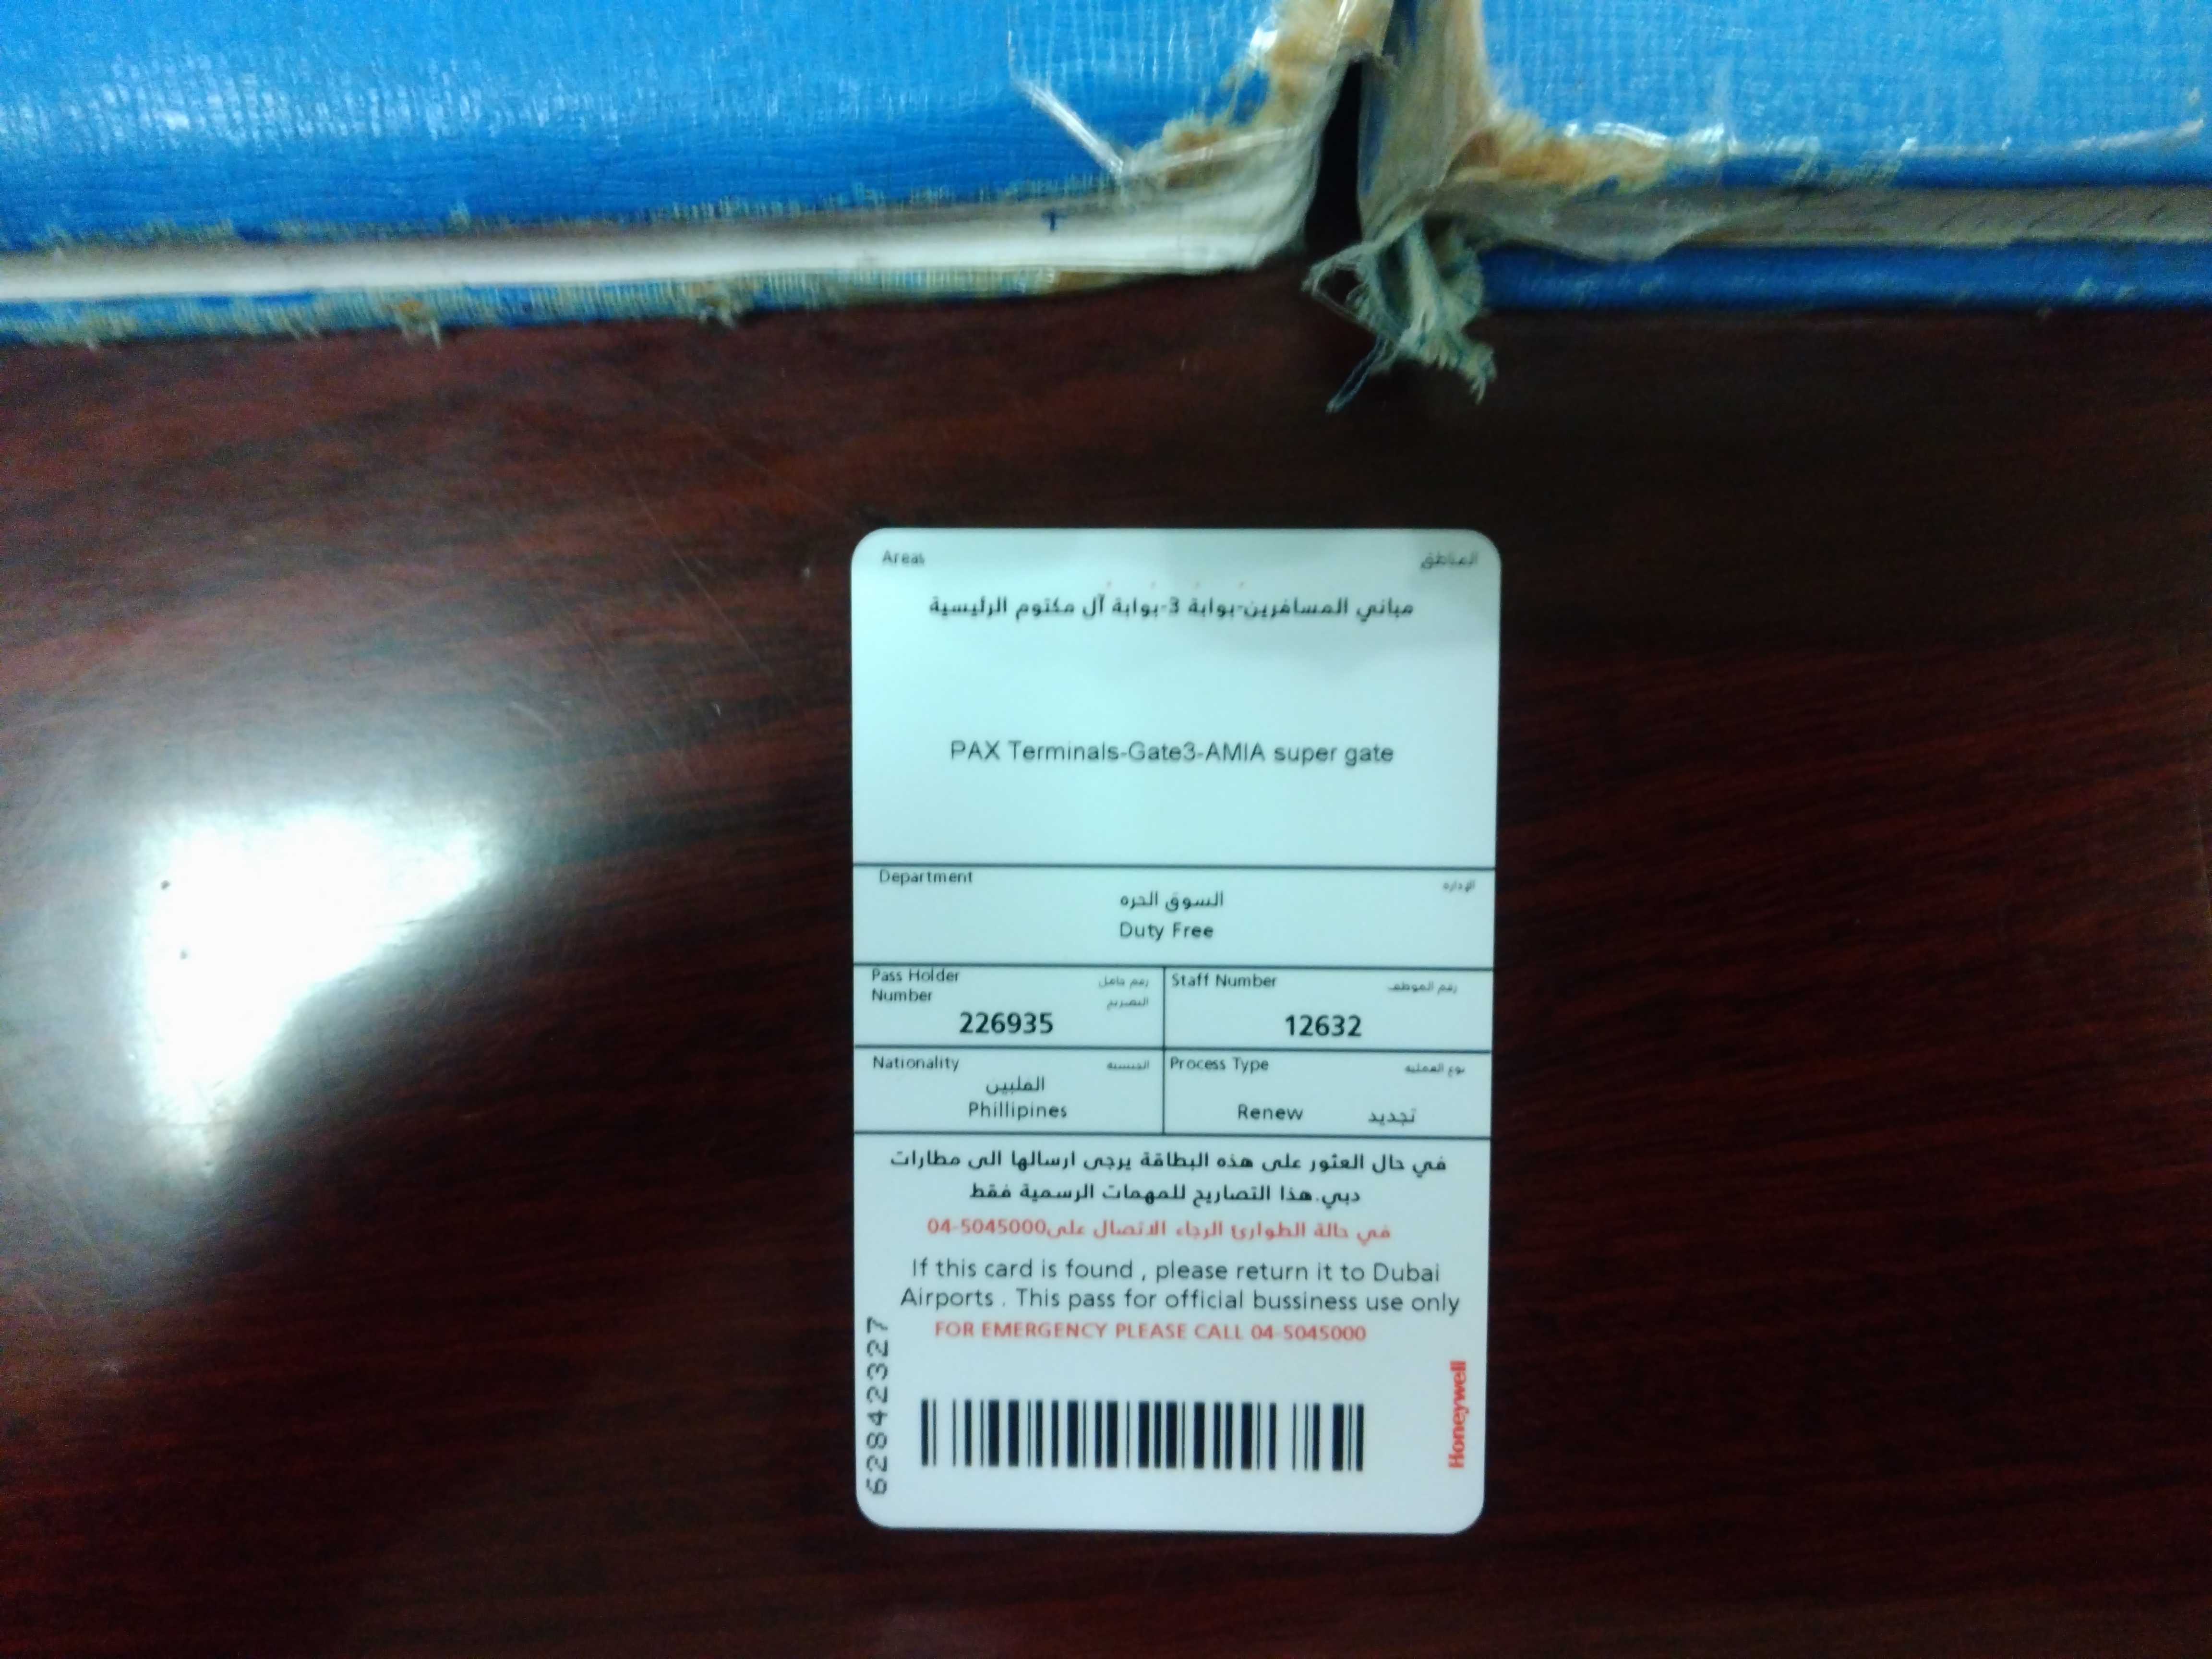 Areas المناطق
مباني المسافرين-بوابة 3-بوابة آل مكتوم الرئيسية
PAX Terminals-Gate3-AMIA super gate
Department الإداره
السوق الحره
Duty Free
Pass Holder Number رقم حامل التصريح
226935
Staff Number رقم الموظف
12632
Nationality الجنسيه
الفلبين
Phillipines
Process Type نوع العمليه
Renew تجديد
في حال العثور على هذه البطاقة يرجى ارسالها الى مطارات
دبي.هذا التصاريح للمهمات الرسمية فقط
في حالة الطوارئ الرجاء الاتصال على04-5045000
If this card is found , please return it to Dubai
Airports . This pass for official bussiness use only
FOR EMERGENCY PLEASE CALL 04-5045000
62842327
Honeywell